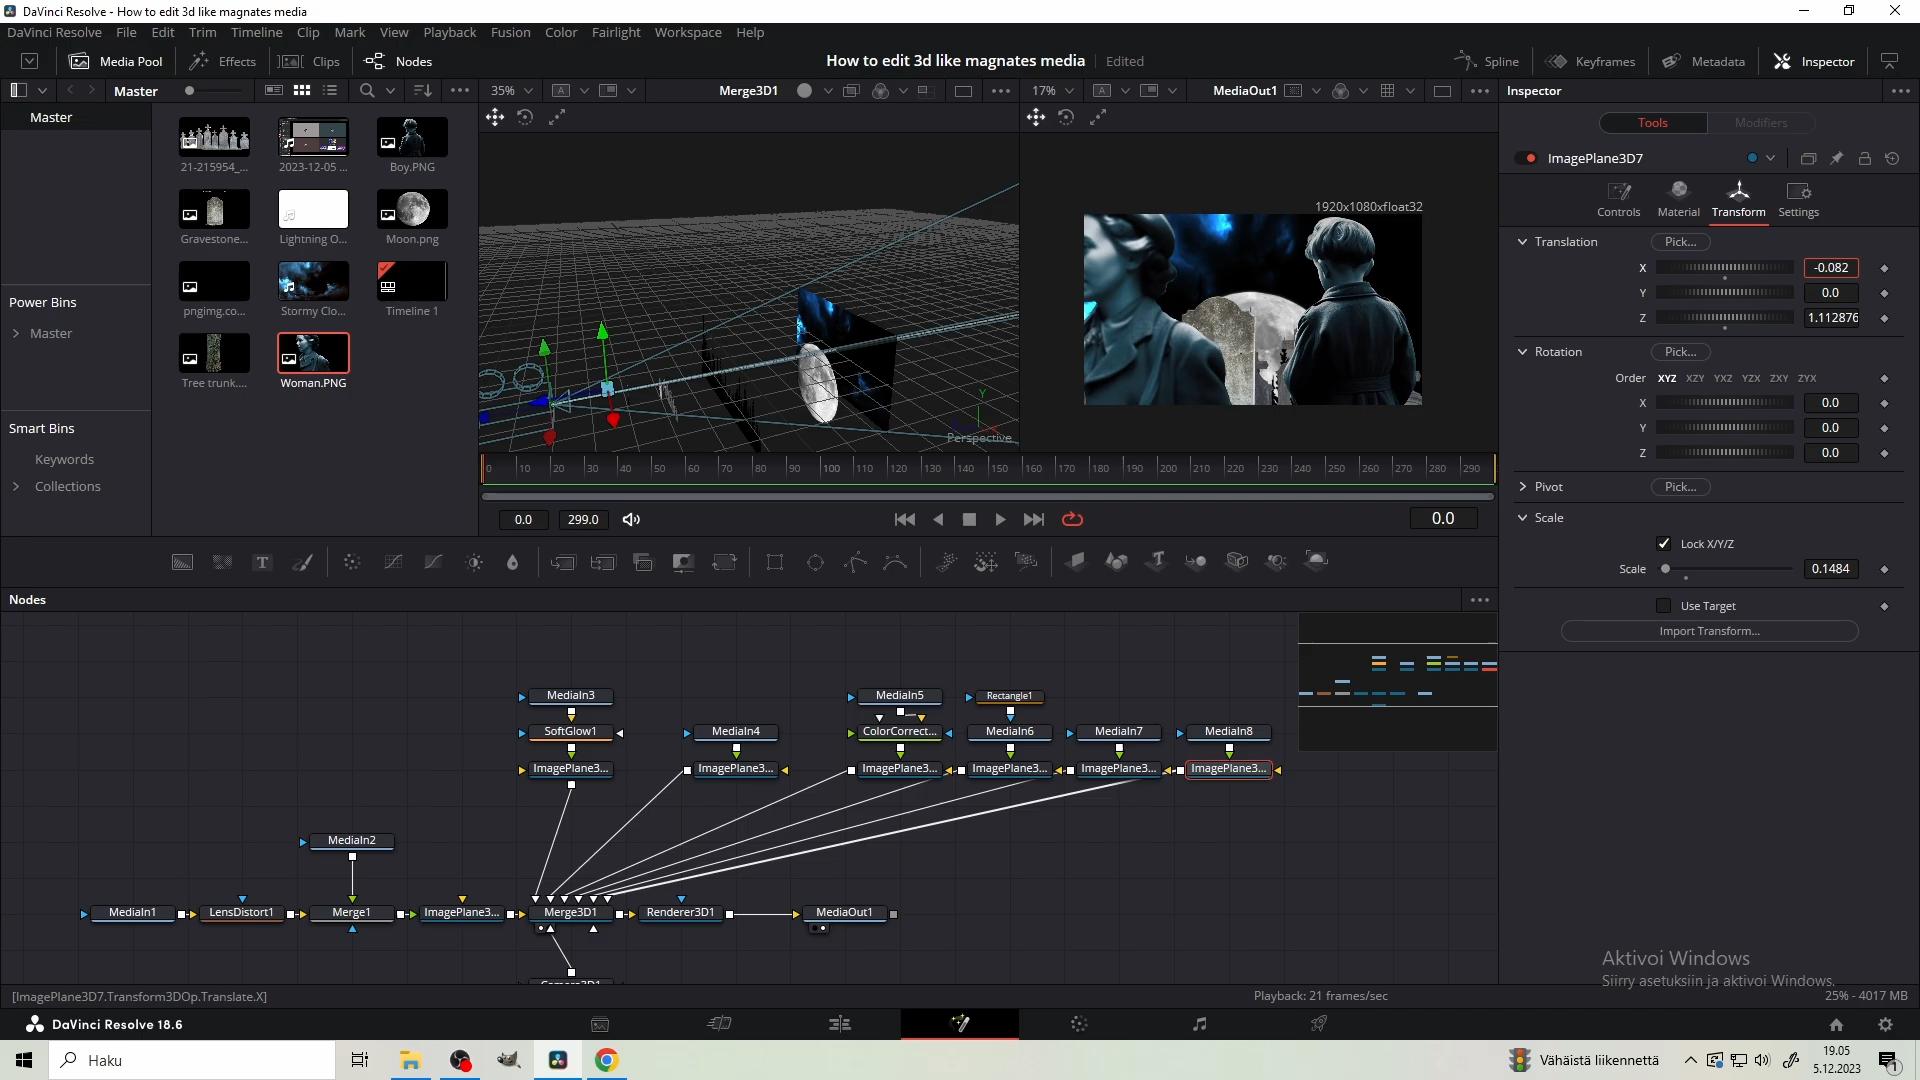 DaVinci Resolve - How to edit 3d like magnates media
DaVinci Resolve File Edit Trim Timeline Clip Mark View Playback Fusion Color Fairlight Workspace Help
Media Pool Effects Clips Nodes How to edit 3d like magnates media Edited Spline Keyframes Metadata Inspector
Master 35% Merge3D1 17% MediaOut1 Inspector
Master
Tools Modifiers
21-215954_... 2023-12-05 ... Boy.PNG
ImagePlane3D7
Controls Material Transform Settings
1920x1080xfloat32
Gravestone... Lightning O... Moon.png
Translation Pick...
X -0.082
Y 0.0
Z 1.112876
Power Bins
Master
pngimg.co... Stormy Clo... Timeline 1
Rotation Pick...
Order XYZ XZY YXZ YZX ZXY ZYX
X 0.0
Y 0.0
Z 0.0
Tree trunk.... Woman.PNG
Y
Perspective
Smart Bins
Keywords
Collections
0 10 20 30 40 50 60 70 80 90 100 110 120 130 140 150 160 170 180 190 200 210 220 230 240 250 260 270 280 290
Pivot Pick...
Scale
0.0 299.0 0.0
Lock X/Y/Z
Scale 0.1484
Use Target
Import Transform...
Nodes
MediaIn3 MediaIn5 Rectangle1
SoftGlow1 MediaIn4 ColorCorrect... MediaIn6 MediaIn7 MediaIn8
ImagePlane3... ImagePlane3... ImagePlane3... ImagePlane3... ImagePlane3... ImagePlane3...
MediaIn2
MediaIn1 LensDistort1 Merge1 ImagePlane3... Merge3D1 Renderer3D1 MediaOut1
Camera3D1
Aktivoi Windows
Siirry asetuksiin ja aktivoi Windows.
[ImagePlane3D7.Transform3DOp.Translate.X] Playback: 21 frames/sec 25% - 4017 MB
DaVinci Resolve 18.6
Haku Vähäistä liikennettä 19.05
5.12.2023
1